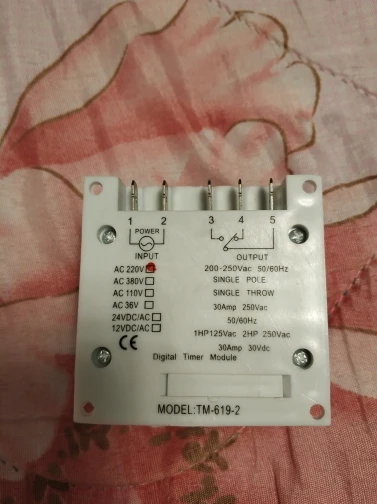 1 2 3 4 5
POWER
INPUT
OUTPUT
AC 220V
AC 380V
AC 110V
AC 36V
24VDC/AC
12VDC/AC
CE
200-250Vac 50/60Hz
SINGLE POLE
SINGLE THROW
30Amp 250Vac
50/60Hz
1HP125Vac 2HP 250Vac
30Amp 30Vdc
Digital Timer Module
MODEL:TM-619-2